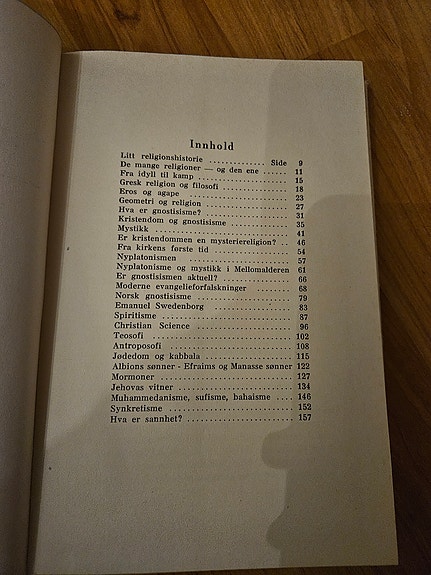 Innhold
Litt religionshistorie ............. Side 9
De mange religioner — og den ene ...... 11
Fra idyll til kamp ..................... 15
Gresk religion og filosofi ............. 18
Eros og agape .......................... 23
Geometri og religion ................... 27
Hva er gnostisisme? .................... 31
Kristendom og gnostisisme .............. 35
Mystikk ................................ 41
Er kristendommen en mysteriereligion? .. 46
Fra kirkens første tid ................. 54
Nyplatonismen .......................... 57
Nyplatonisme og mystikk i Mellomalderen 61
Er gnostisismen aktuell? ............... 66
Moderne evangelieforfalskninger ........ 68
Norsk gnostisisme ...................... 79
Emanuel Swedenborg ..................... 83
Spiritisme ............................. 87
Christian Science ...................... 96
Teosofi ................................ 102
Antroposofi ............................ 108
Jødedom og kabbala ..................... 115
Albions sønner - Efraims og Manasse sønner 122
Mormoner ............................... 127
Jehovas vitner ......................... 134
Muhammedanisme, sufisme, bahaisme .... 146
Synkretisme ............................ 152
Hva er sannhet? ........................ 157